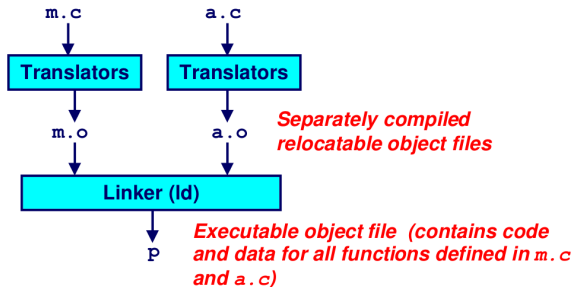 m.c a.c
Translators Translators
m.o a.o
Separately compiled
relocatable object files
Linker (ld)
p
Executable object file (contains code
and data for all functions defined in m.c
and a.c)